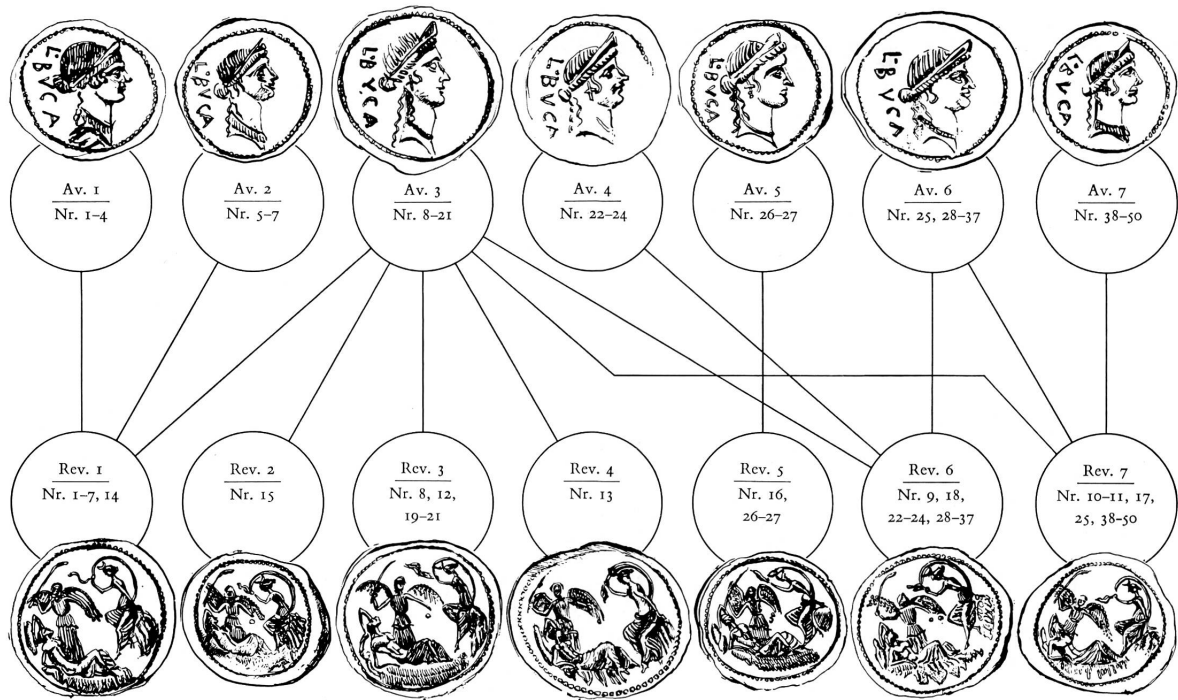 L·BVCA
L·BVCA
L·BVCA
L·BVCA
L·BVCA
L·BVCA
L·BVCA
Av. 1
Nr. 1–4
Av. 2
Nr. 5–7
Av. 3
Nr. 8–21
Av. 4
Nr. 22–24
Av. 5
Nr. 26–27
Av. 6
Nr. 25, 28–37
Av. 7
Nr. 38–50
Rev. 1
Nr. 1–7, 14
Rev. 2
Nr. 15
Rev. 3
Nr. 8, 12,
19–21
Rev. 4
Nr. 13
Rev. 5
Nr. 16,
26–27
Rev. 6
Nr. 9, 18,
22–24, 28–37
Rev. 7
Nr. 10–11, 17,
25, 38–50